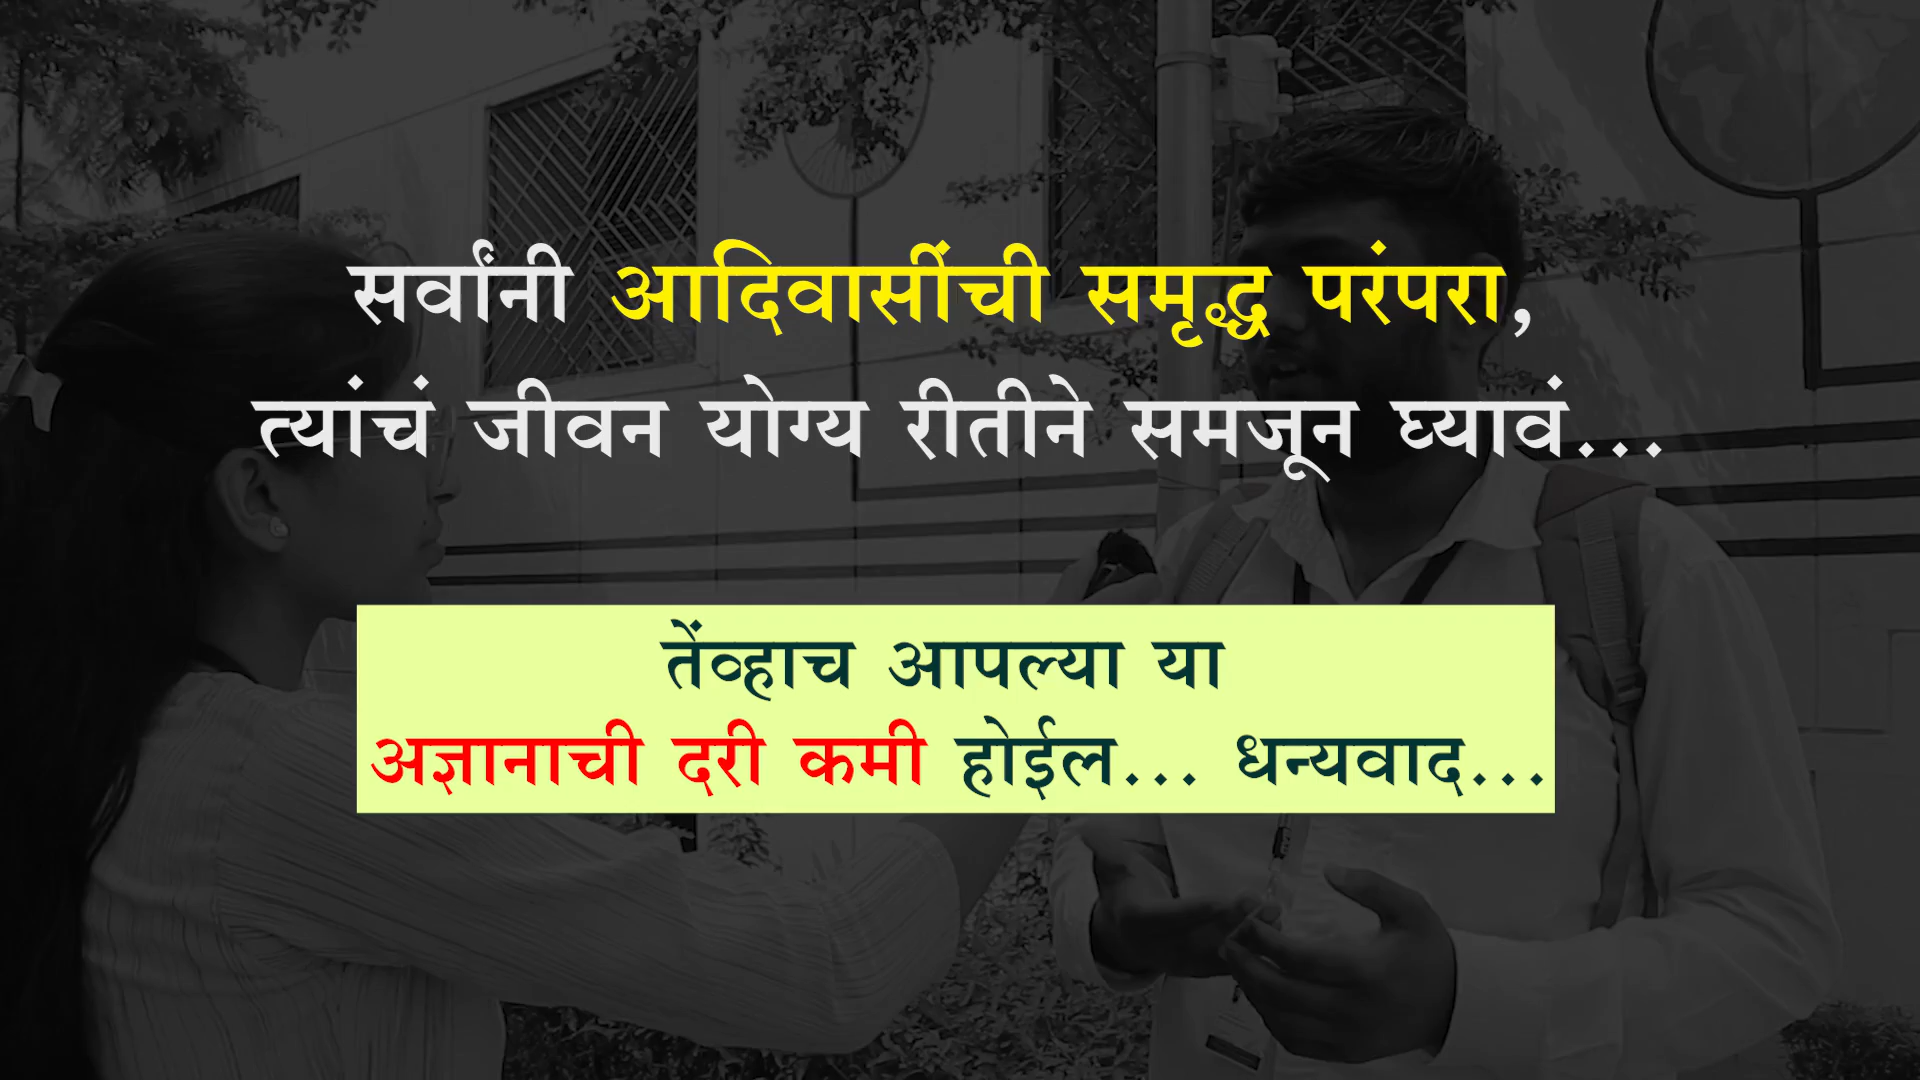 सर्वांनी आदिवासींची समृद्ध परंपरा,
त्यांचं जीवन योग्य रीतीने समजून घ्यावं...
तेंव्हाच आपल्या या
अज्ञानाची दरी कमी होईल... धन्यवाद...